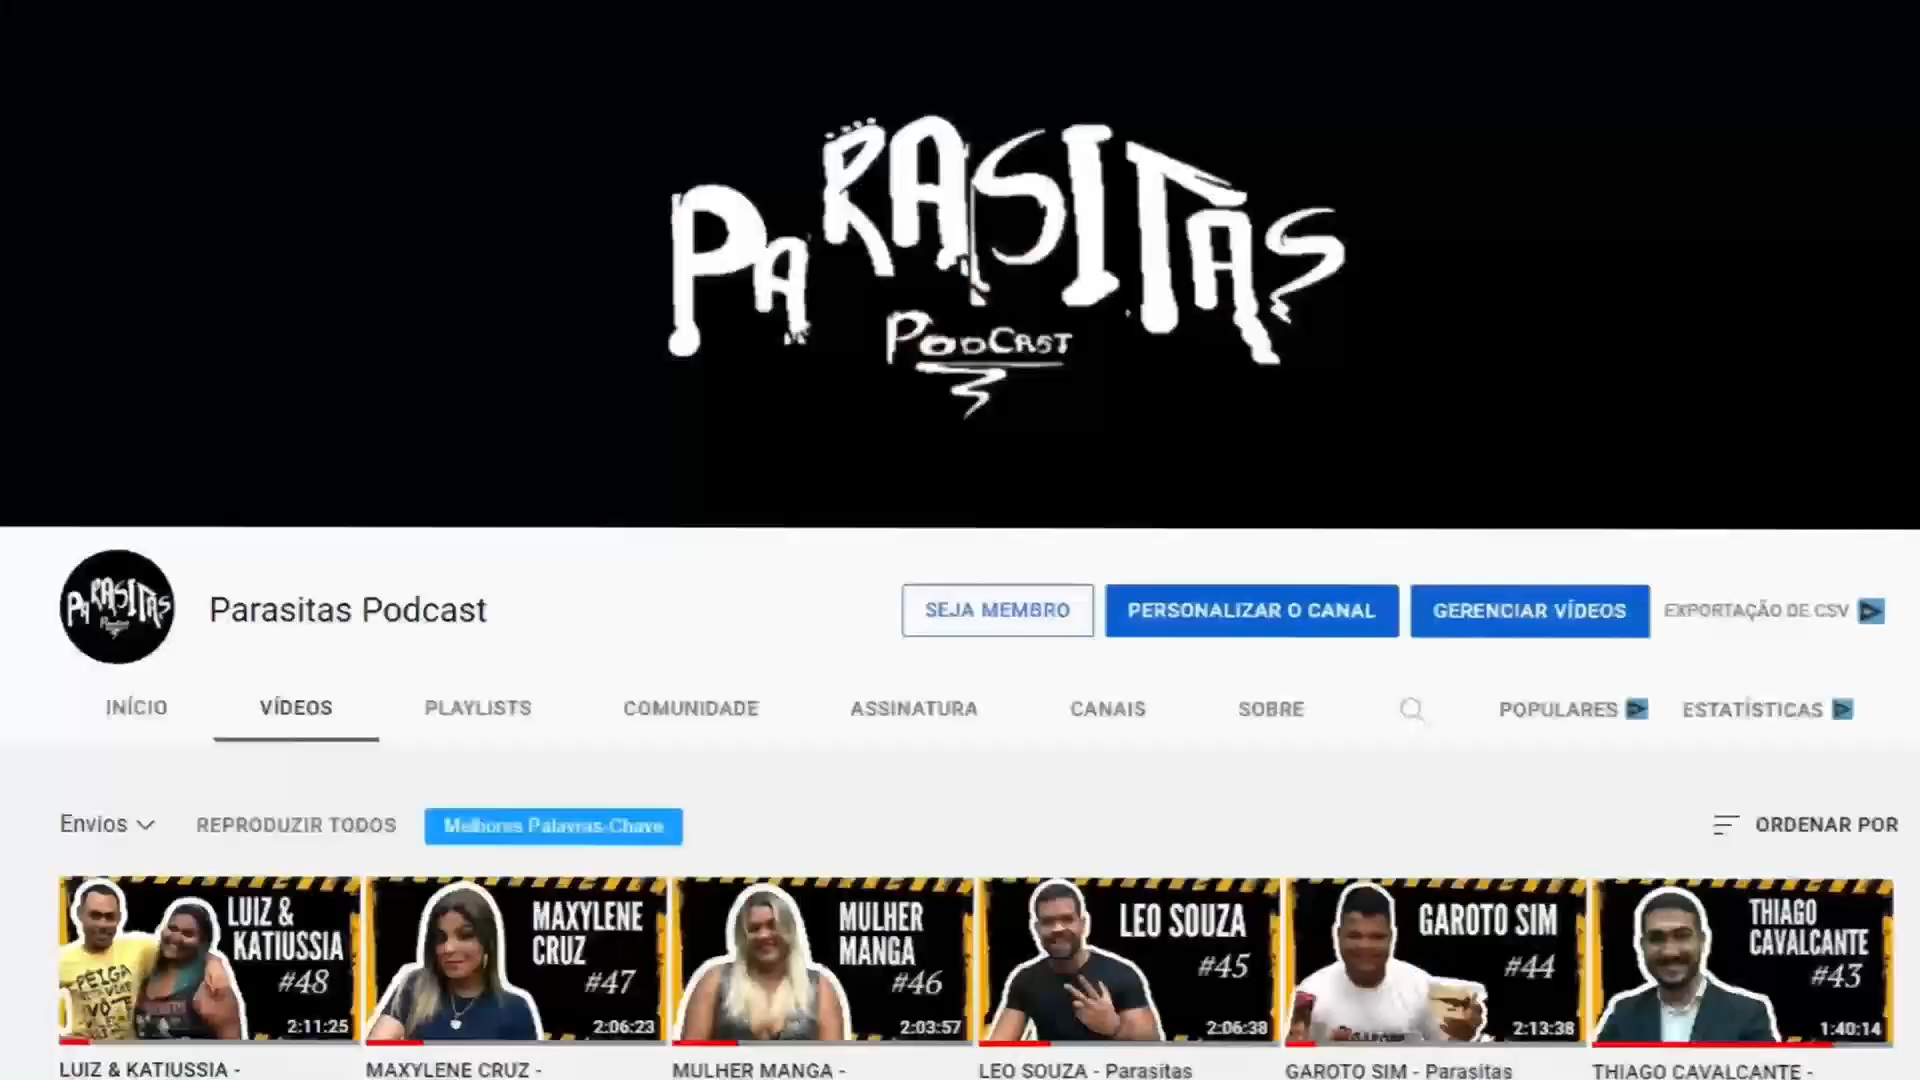 PARASITAS
PODCAST
PARASITAS
Parasitas Podcast
SEJA MEMBRO
PERSONALIZAR O CANAL
GERENCIAR VÍDEOS
EXPORTAÇÃO DE CSV
INÍCIO
VÍDEOS
PLAYLISTS
COMUNIDADE
ASSINATURA
CANAIS
SOBRE
POPULARES
ESTATÍSTICAS
Envios
REPRODUZIR TODOS
Melhores Palavras-Chave
ORDENAR POR
LUIZ &
KATIUSSIA
#48
2:11:25
LUIZ & KATIUSSIA -
MAXYLENE
CRUZ
#47
2:06:23
MAXYLENE CRUZ -
MULHER
MANGA
#46
2:03:57
MULHER MANGA -
LEO SOUZA
#45
2:06:38
LEO SOUZA - Parasitas
GAROTO SIM
#44
2:13:38
GAROTO SIM - Parasitas
THIAGO
CAVALCANTE
#43
1:40:14
THIAGO CAVALCANTE -